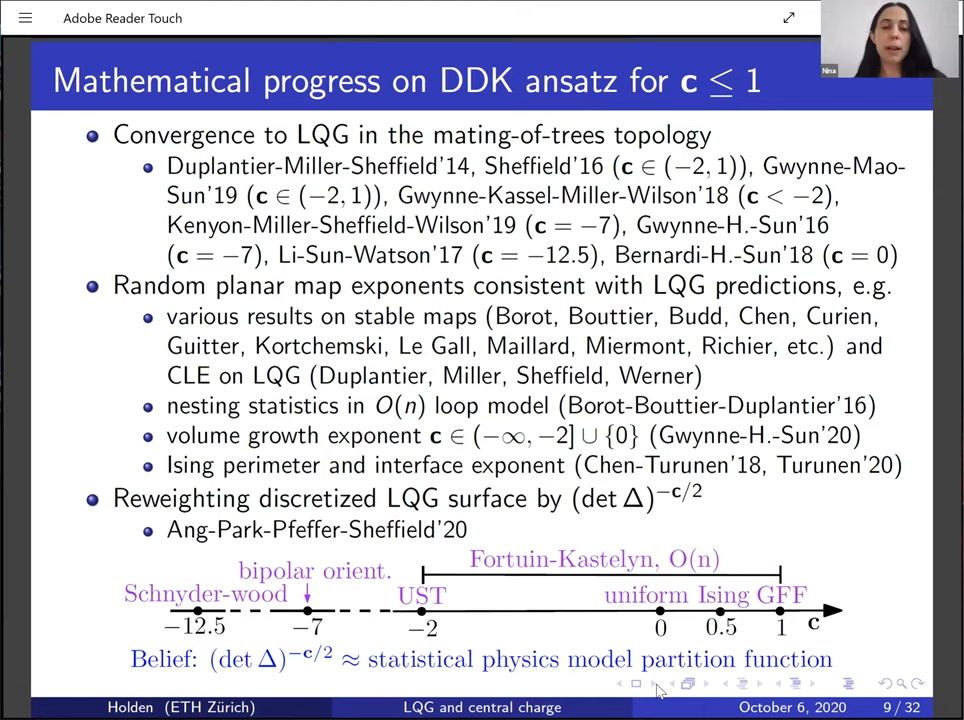 Adobe Reader Touch
Nina
Mathematical progress on DDK ansatz for c ≤ 1
Convergence to LQG in the mating-of-trees topology
Duplantier-Miller-Sheffield'14, Sheffield'16 (c ∈ (−2, 1)), Gwynne-Mao-
Sun'19 (c ∈ (−2, 1)), Gwynne-Kassel-Miller-Wilson'18 (c < −2),
Kenyon-Miller-Sheffield-Wilson'19 (c = −7), Gwynne-H.-Sun'16
(c = −7), Li-Sun-Watson'17 (c = −12.5), Bernardi-H.-Sun'18 (c = 0)
Random planar map exponents consistent with LQG predictions, e.g.
various results on stable maps (Borot, Bouttier, Budd, Chen, Curien,
Guitter, Kortchemski, Le Gall, Maillard, Miermont, Richier, etc.) and
CLE on LQG (Duplantier, Miller, Sheffield, Werner)
nesting statistics in O(n) loop model (Borot-Bouttier-Duplantier'16)
volume growth exponent c ∈ (−∞, −2] ∪ {0} (Gwynne-H.-Sun'20)
Ising perimeter and interface exponent (Chen-Turunen'18, Turunen'20)
Reweighting discretized LQG surface by (det Δ)^{−c/2}
Ang-Park-Pfeffer-Sheffield'20
Fortuin-Kastelyn, O(n)
bipolar orient.
Schnyder-wood UST uniform Ising GFF
−12.5 −7 −2 0 0.5 1 c
Belief: (det Δ)^{−c/2} ≈ statistical physics model partition function
Holden (ETH Zürich) LQG and central charge October 6, 2020 9 / 32